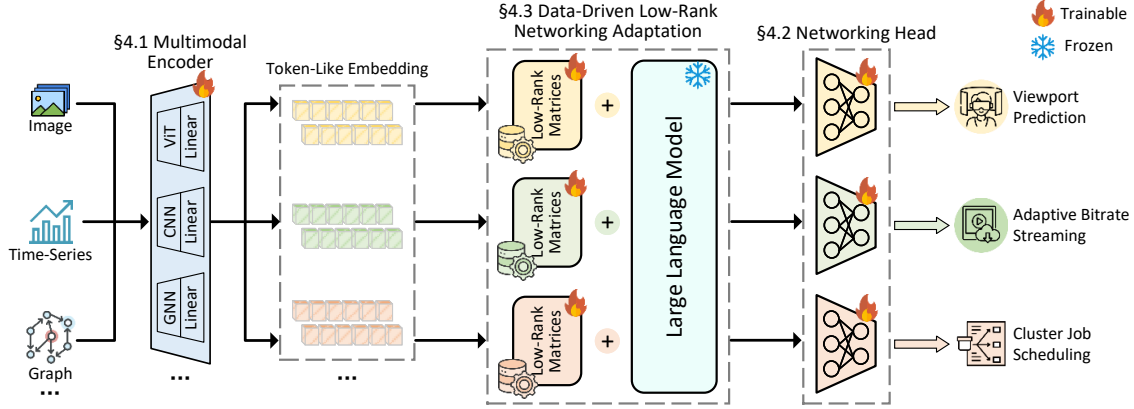 §4.1 Multimodal
Encoder
Token-Like Embedding
§4.3 Data-Driven Low-Rank
Networking Adaptation
§4.2 Networking Head
Trainable
Frozen
Image
Time-Series
Graph
...
ViT
Linear
CNN
Linear
GNN
Linear
...
...
Low-Rank
Matrices
+
Low-Rank
Matrices
+
Low-Rank
Matrices
+
Large Language Model
Viewport
Prediction
Adaptive Bitrate
Streaming
Cluster Job
Scheduling